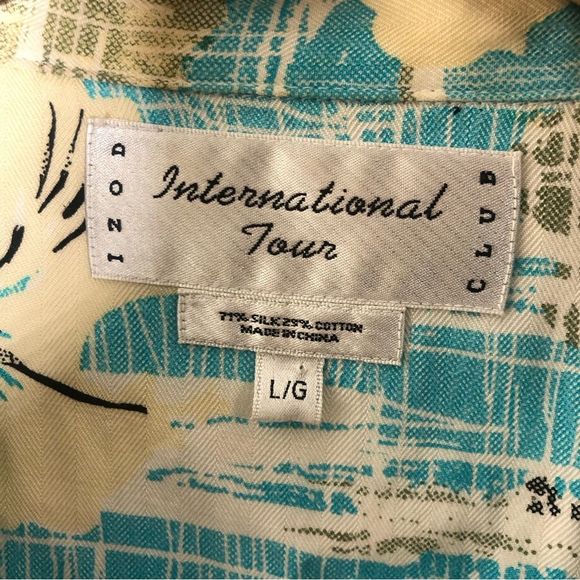 IZOD
International
Tour
CLUB
71% SILK 29% COTTON
MADE IN CHINA
L/G